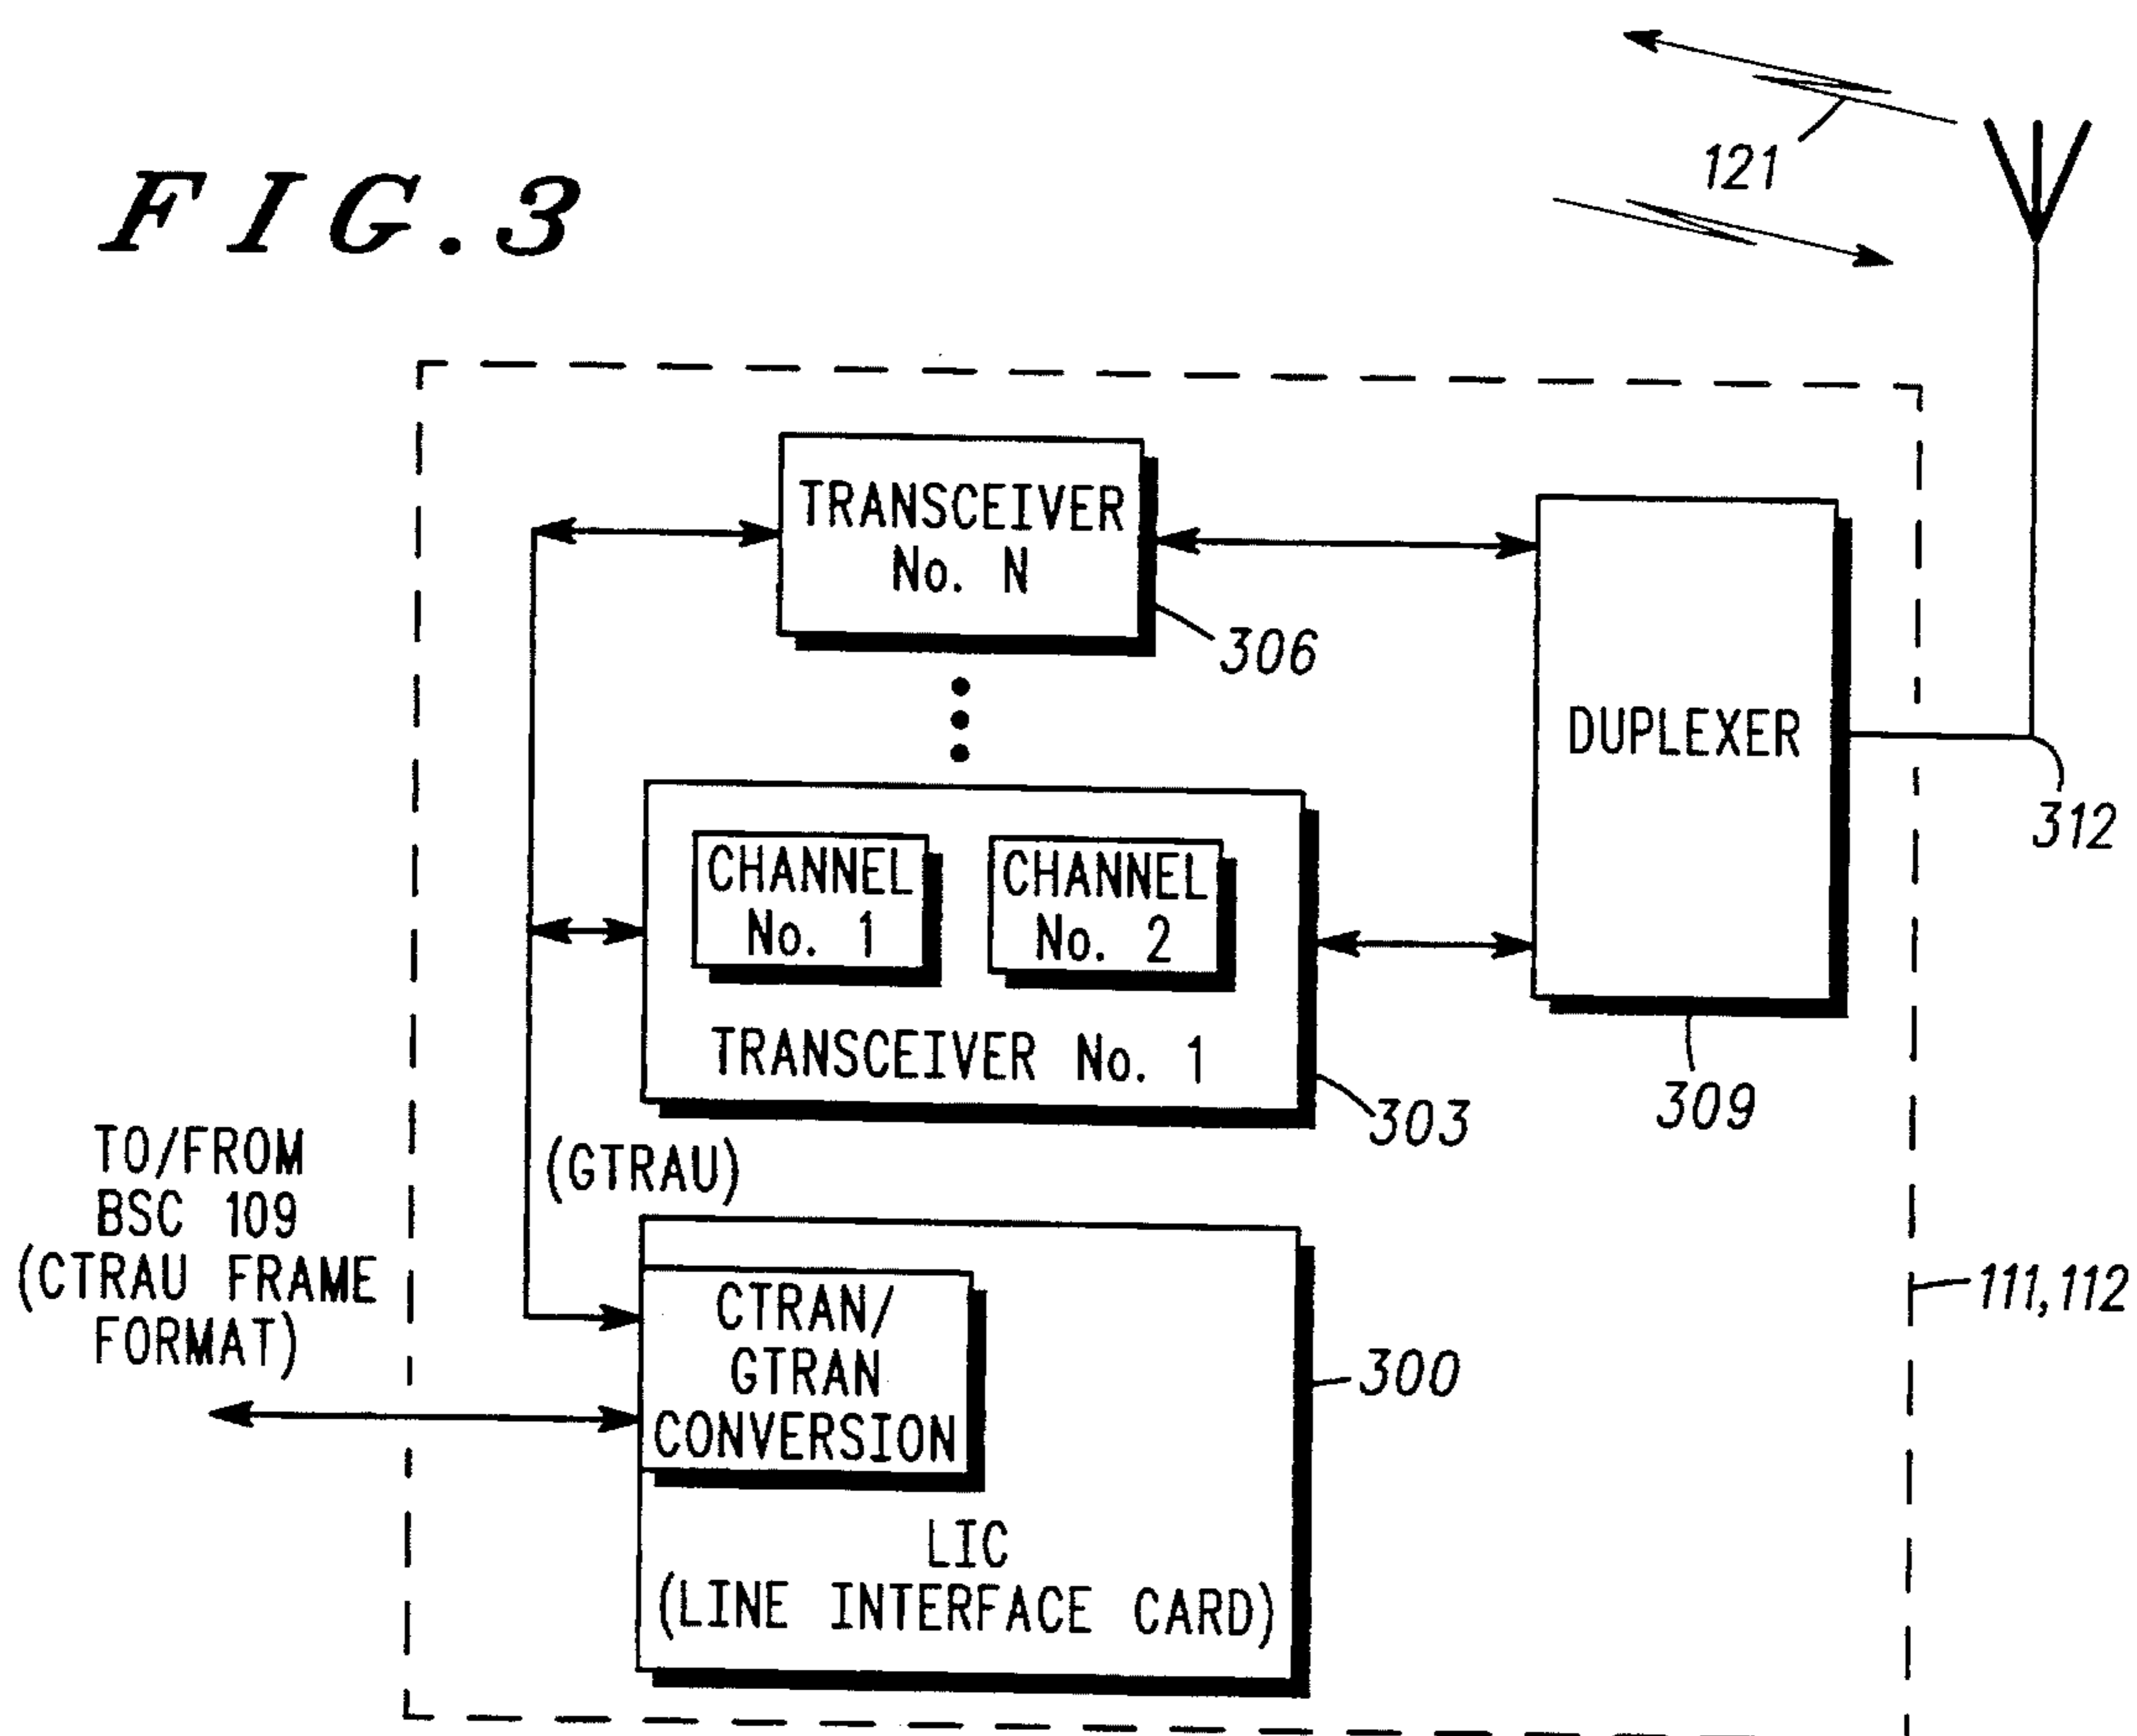 FIG.3
121
TRANSCEIVER
No. N
306
DUPLEXER
312
CHANNEL
No. 1
CHANNEL
No. 2
TRANSCEIVER No. 1
303
309
TO/FROM
BSC 109
(CTRAU FRAME
FORMAT)
(GTRAU)
CTRAN/
GTRAN
CONVERSION
LIC
(LINE INTERFACE CARD)
300
111,112